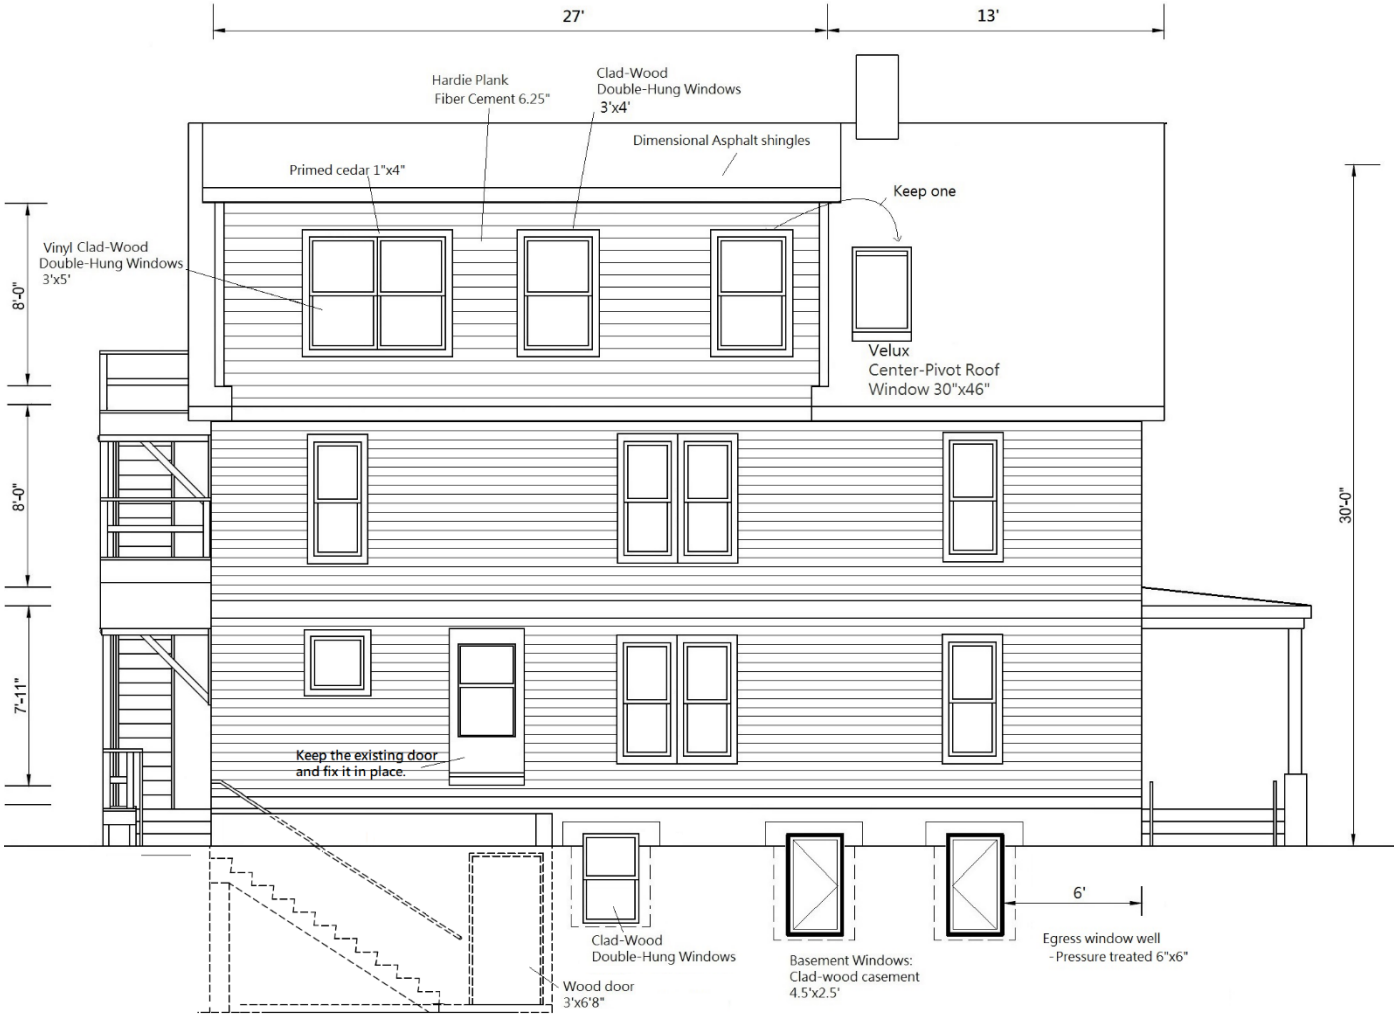 27'
13'
Hardie Plank
Fiber Cement 6.25"
Clad-Wood
Double-Hung Windows
3'x4'
Dimensional Asphalt shingles
Primed cedar 1"x4"
Keep one
Vinyl Clad-Wood
Double-Hung Windows
3'x5'
8'-0"
Velux
Center-Pivot Roof
Window 30"x46"
8'-0"
30'-0"
7'-11"
Keep the existing door
and fix it in place.
6'
Clad-Wood
Double-Hung Windows
Basement Windows:
Clad-wood casement
4.5'x2.5'
Egress window well
- Pressure treated 6"x6"
Wood door
3'x6'8"